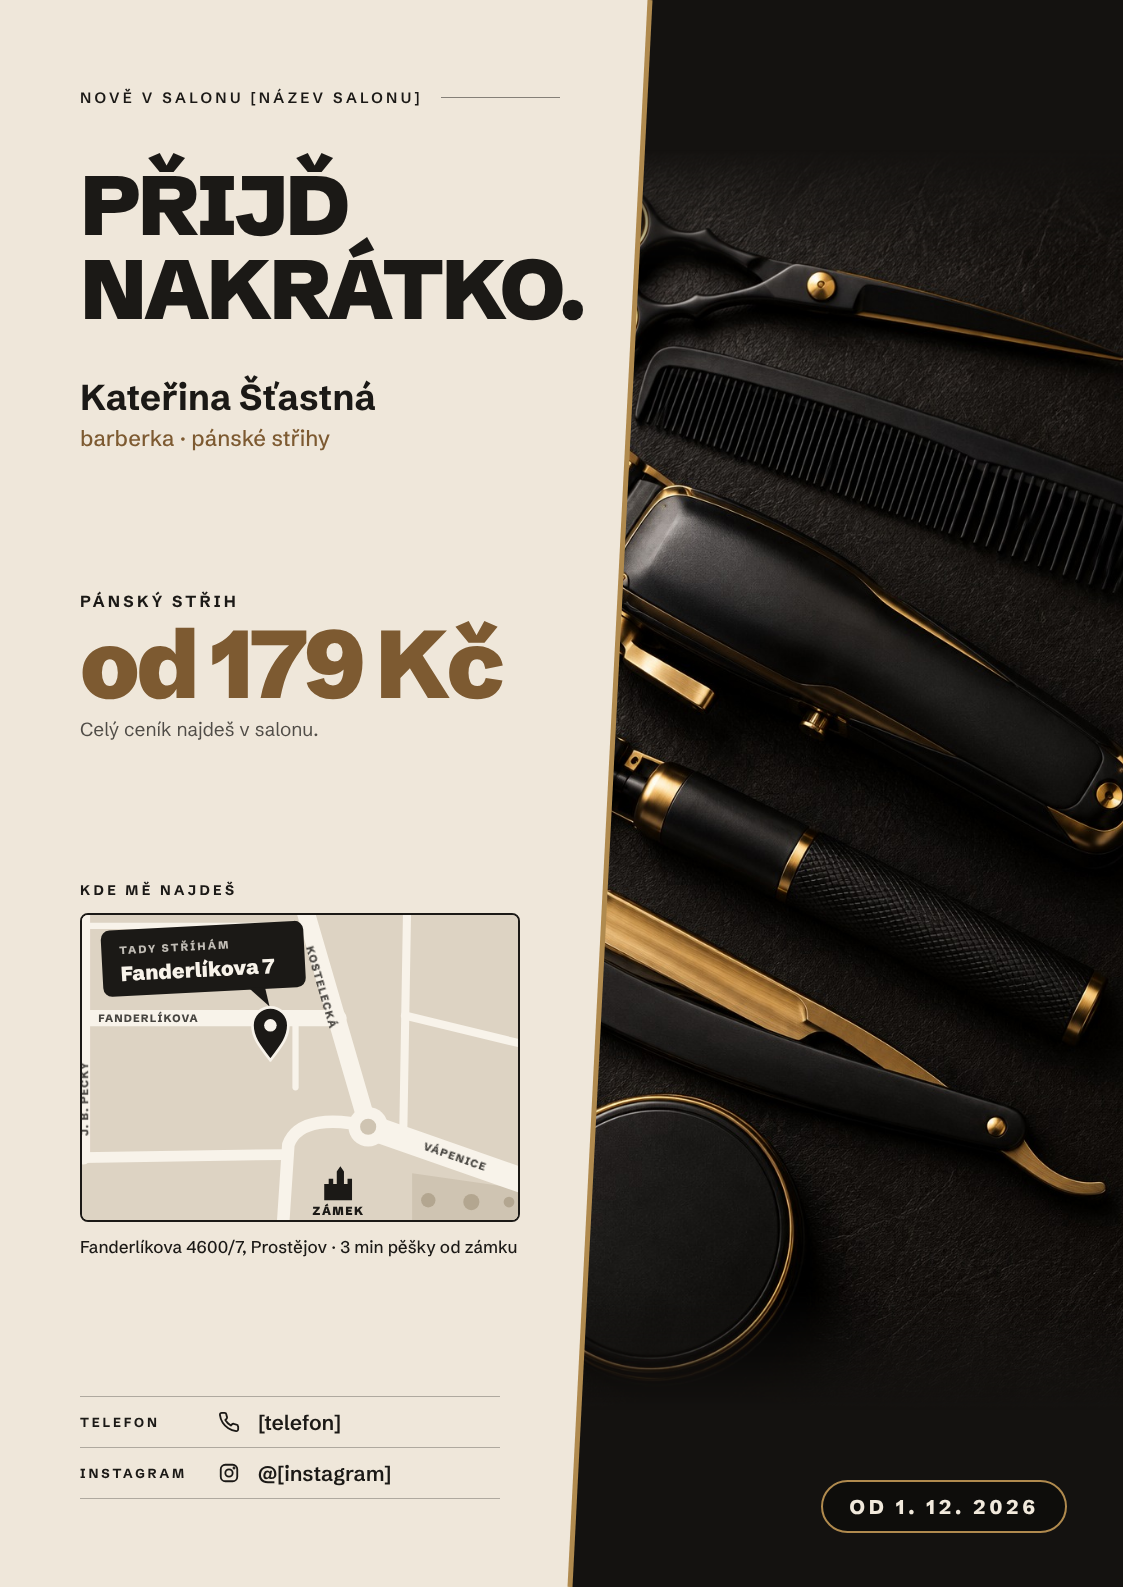 NOVĚ V SALONU [NÁZEV SALONU]
PŘIJĎ
NAKRÁTKO.
Kateřina Šťastná
barberka · pánské střihy
PÁNSKÝ STŘIH
od 179 Kč
Celý ceník najdeš v salonu.
KDE MĚ NAJDEŠ
TADY STŘÍHÁM
Fanderlíkova 7
KOSTELECKÁ
FANDERLÍKOVA
J. B. PECKY
VÁPENICE
ZÁMEK
Fanderlíkova 4600/7, Prostějov · 3 min pěšky od zámku
TELEFON [telefon]
INSTAGRAM @[instagram]
OD 1. 12. 2026